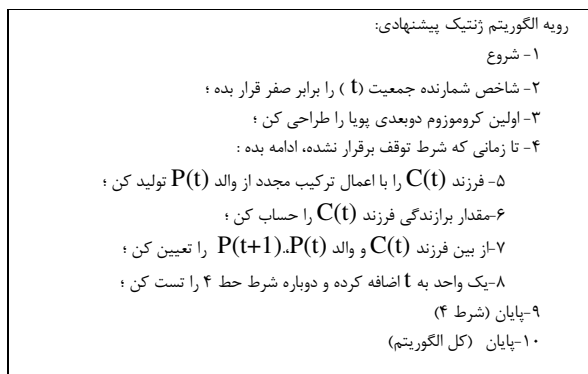 رویه الگوریتم ژنتیک پیشنهادی:
۱- شروع
۲- شاخص شمارنده جمعیت (t) را برابر صفر قرار بده ؛
۳- اولین کروموزوم دوبعدی پویا را طراحی کن ؛
۴- تا زمانی که شرط توقف برقرار نشده، ادامه بده :
۵- فرزند C(t) را با اعمال ترکیب مجدد از والد P(t) تولید کن ؛
۶-مقدار برازندگی فرزند C(t) را حساب کن ؛
۷-از بین فرزند C(t) و والد P(t)،.P(t+1) را تعیین کن ؛
۸-یک واحد به t اضافه کرده و دوباره شرط حط ۴ را تست کن ؛
۹-پایان (شرط ۴)
۱۰-پایان (کل الگوریتم)